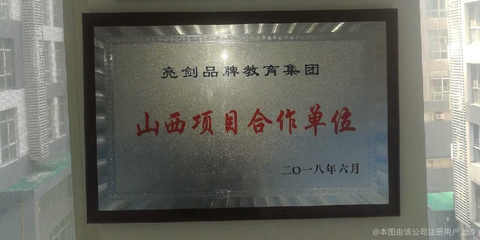 亮剑品牌教育集团
山西项目合作单位
二〇一八年六月
@本图由该公司注册用户上传